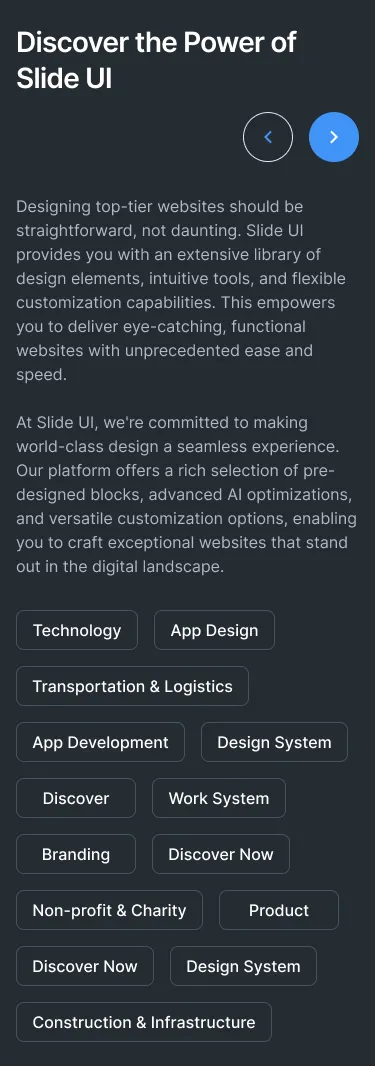 Discover the Power of
Slide UI
Designing top-tier websites should be
straightforward, not daunting. Slide UI
provides you with an extensive library of
design elements, intuitive tools, and flexible
customization capabilities. This empowers
you to deliver eye-catching, functional
websites with unprecedented ease and
speed.
At Slide UI, we're committed to making
world-class design a seamless experience.
Our platform offers a rich selection of pre-
designed blocks, advanced AI optimizations,
and versatile customization options, enabling
you to craft exceptional websites that stand
out in the digital landscape.
Technology App Design
Transportation & Logistics
App Development Design System
Discover Work System
Branding Discover Now
Non-profit & Charity Product
Discover Now Design System
Construction & Infrastructure